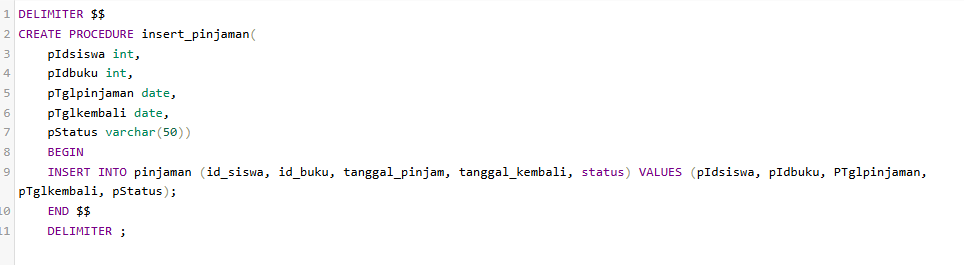 1 DELIMITER $$
2 CREATE PROCEDURE insert_pinjaman(
3 pIdsiswa int,
4 pIdbuku int,
5 pTglpinjaman date,
6 pTglkembali date,
7 pStatus varchar(50))
8 BEGIN
9 INSERT INTO pinjaman (id_siswa, id_buku, tanggal_pinjam, tanggal_kembali, status) VALUES (pIdsiswa, pIdbuku, PTglpinjaman,
pTglkembali, pStatus);
10 END $$
11 DELIMITER ;